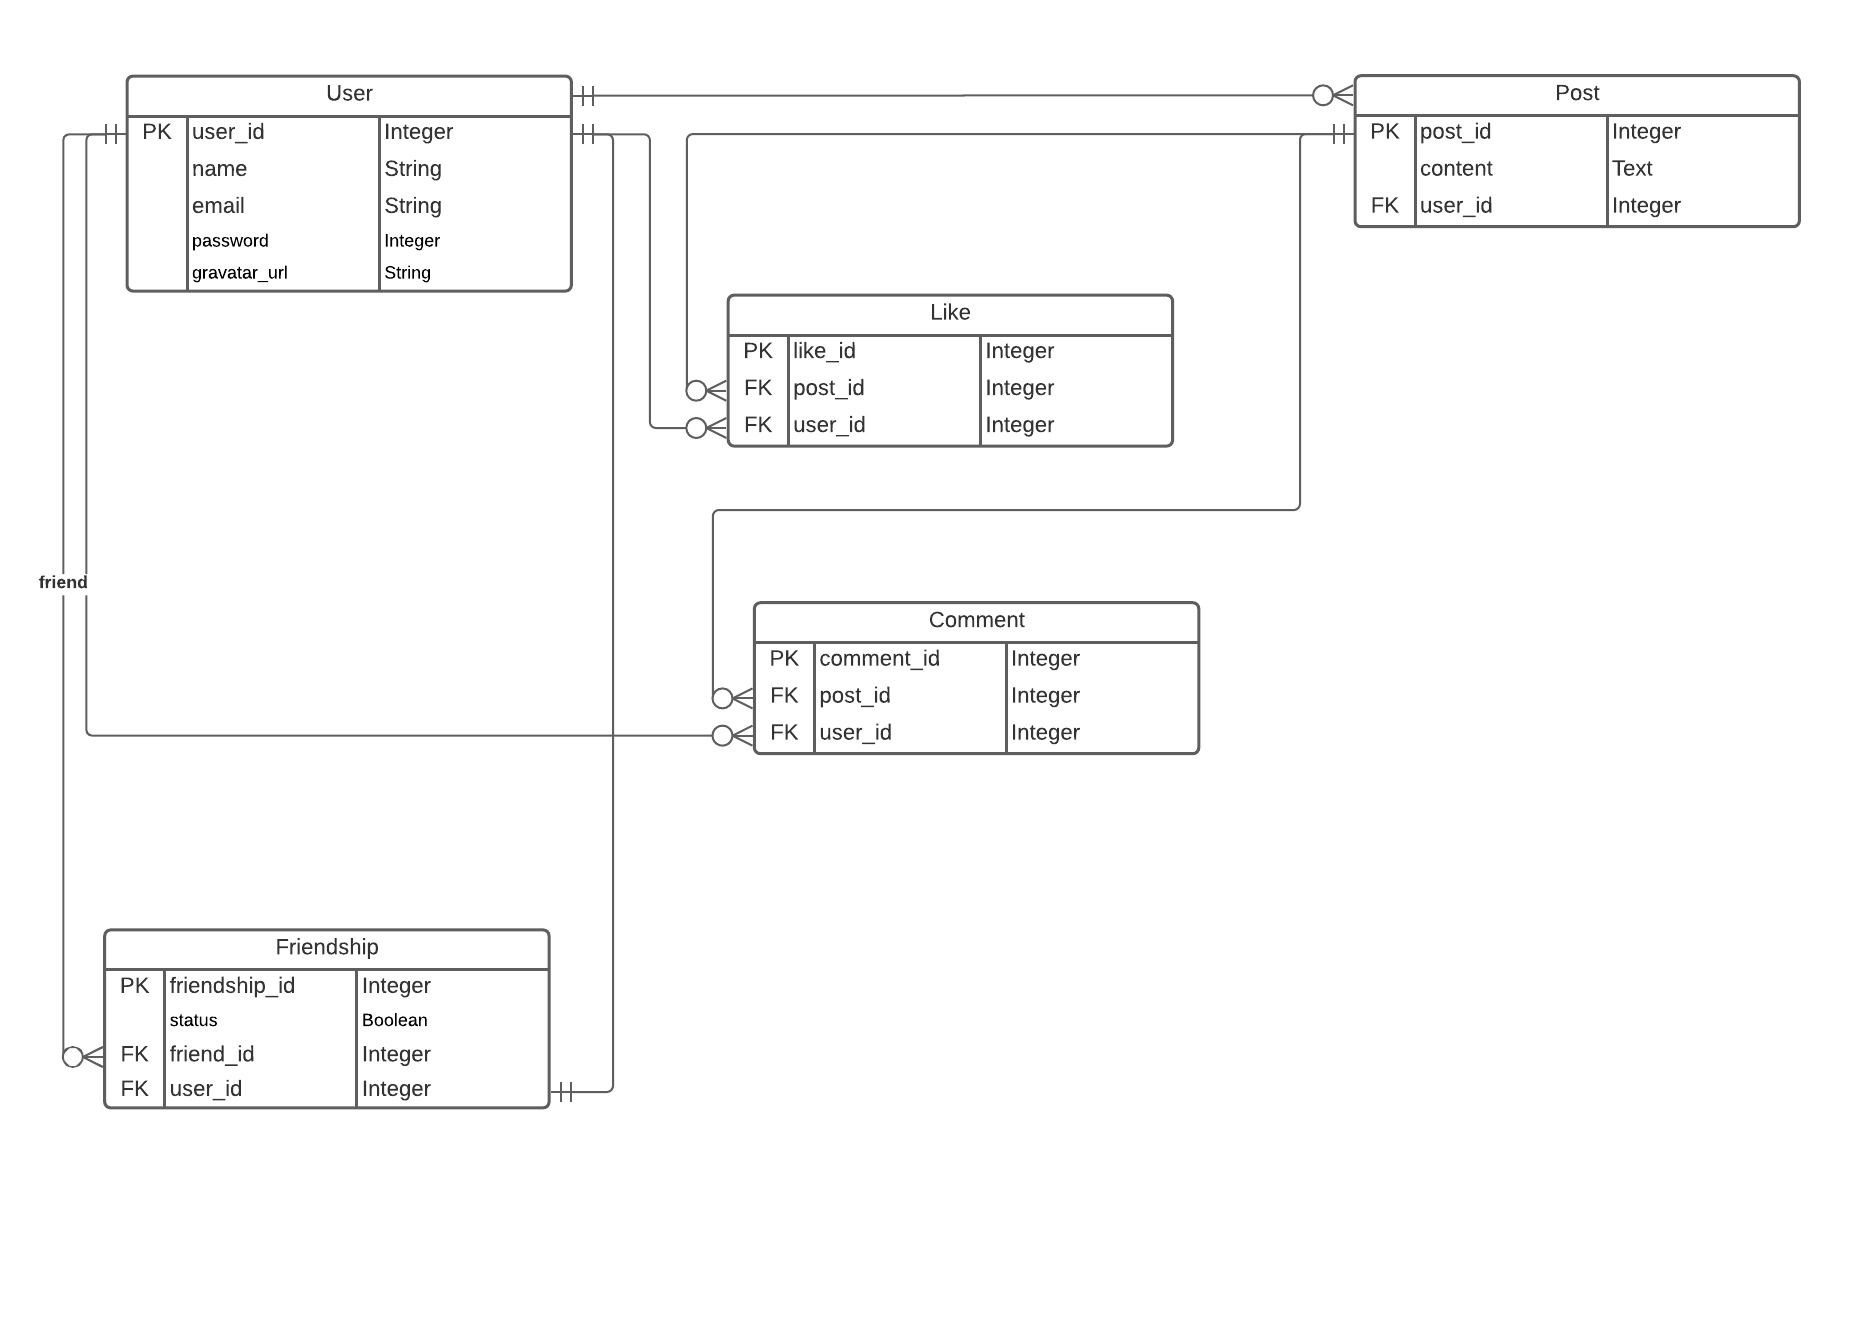 User
PK user_id Integer
name String
email String
password Integer
gravatar_url String
Post
PK post_id Integer
content Text
FK user_id Integer
Like
PK like_id Integer
FK post_id Integer
FK user_id Integer
friend
Comment
PK comment_id Integer
FK post_id Integer
FK user_id Integer
Friendship
PK friendship_id Integer
status Boolean
FK friend_id Integer
FK user_id Integer